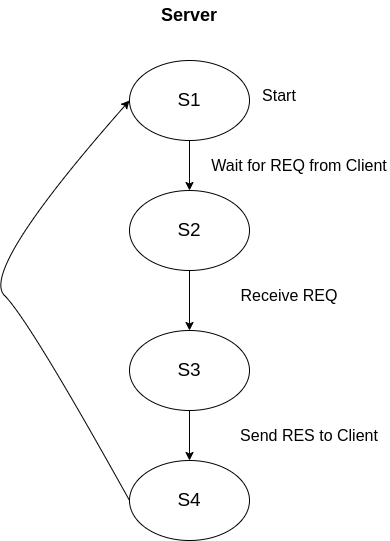 Server
S1
Start
Wait for REQ from Client
S2
Receive REQ
S3
Send RES to Client
S4